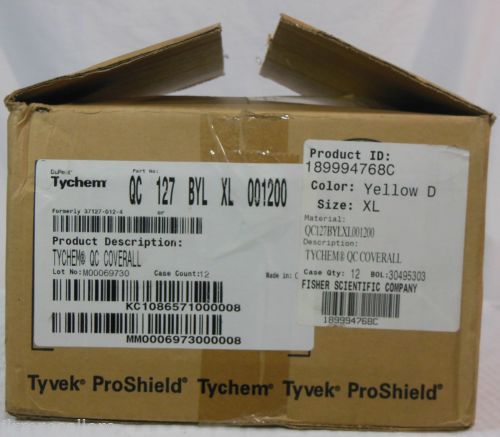 DuPont
Tychem®
Part No:
QC 127 BYL XL 001200
Formerly 37127-012-4 or
Product Description:
TYCHEM® QC COVERALL
Lot No:M00069730 Case Count:12 Made in:
KC1086571000008
MM0006973000008
Product ID:
189994768C
Color: Yellow D
Size: XL
Material:
QC127BYLXL001200
Description:
TYCHEM® QC COVERALL
Case Qty: 12 BOL:30495303
FISHER SCIENTIFIC COMPANY
189994768C
Tyvek® ProShield® Tychem® Tyvek® ProShield®